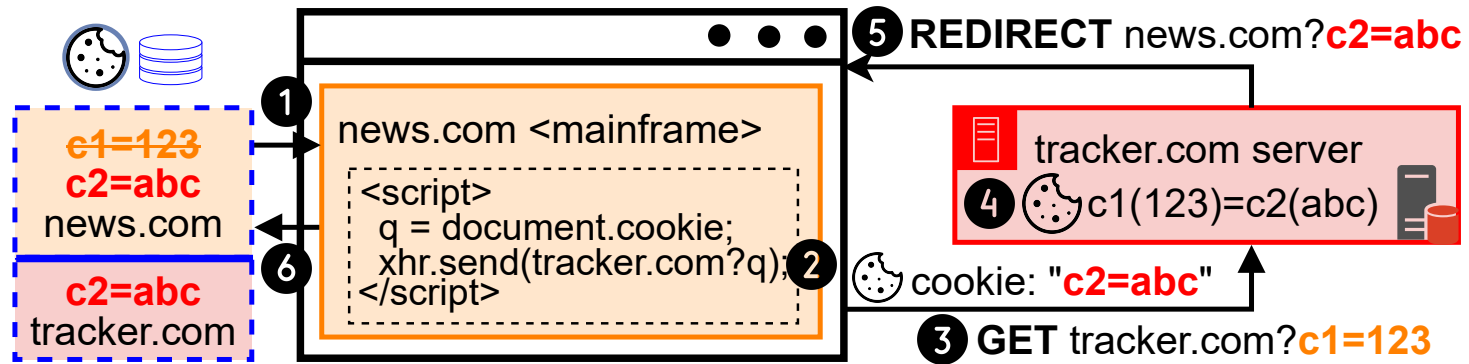 c1=123
c2=abc
news.com
c2=abc
tracker.com
1
6
news.com <mainframe>
<script>
q = document.cookie;
xhr.send(tracker.com?q);
</script>
2
5 REDIRECT news.com?c2=abc
tracker.com server
4 c1(123)=c2(abc)
cookie: "c2=abc"
3 GET tracker.com?c1=123